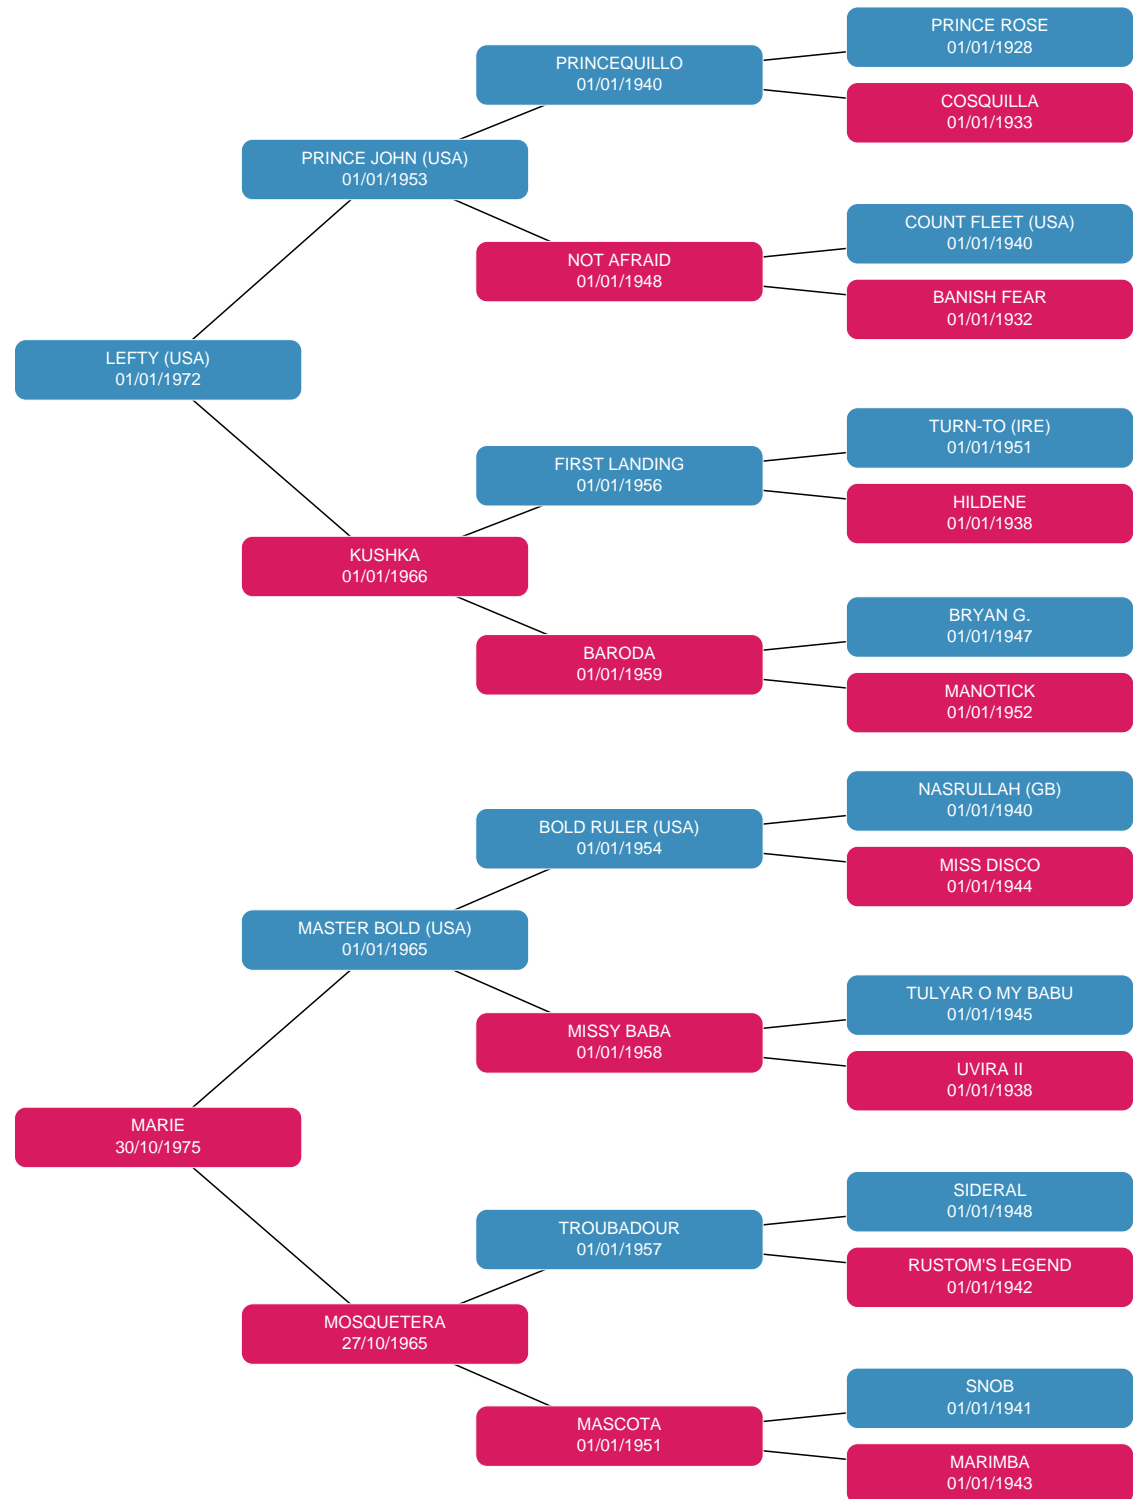 PRINCE ROSE
01/01/1928
PRINCEQUILLO
01/01/1940
COSQUILLA
01/01/1933
PRINCE JOHN (USA)
01/01/1953
COUNT FLEET (USA)
01/01/1940
NOT AFRAID
01/01/1948
BANISH FEAR
01/01/1932
LEFTY (USA)
01/01/1972
TURN-TO (IRE)
01/01/1951
FIRST LANDING
01/01/1956
HILDENE
01/01/1938
KUSHKA
01/01/1966
BRYAN G.
01/01/1947
BARODA
01/01/1959
MANOTICK
01/01/1952
NASRULLAH (GB)
01/01/1940
BOLD RULER (USA)
01/01/1954
MISS DISCO
01/01/1944
MASTER BOLD (USA)
01/01/1965
TULYAR O MY BABU
01/01/1945
MISSY BABA
01/01/1958
UVIRA II
01/01/1938
MARIE
30/10/1975
SIDERAL
01/01/1948
TROUBADOUR
01/01/1957
RUSTOM'S LEGEND
01/01/1942
MOSQUETERA
27/10/1965
SNOB
01/01/1941
MASCOTA
01/01/1951
MARIMBA
01/01/1943